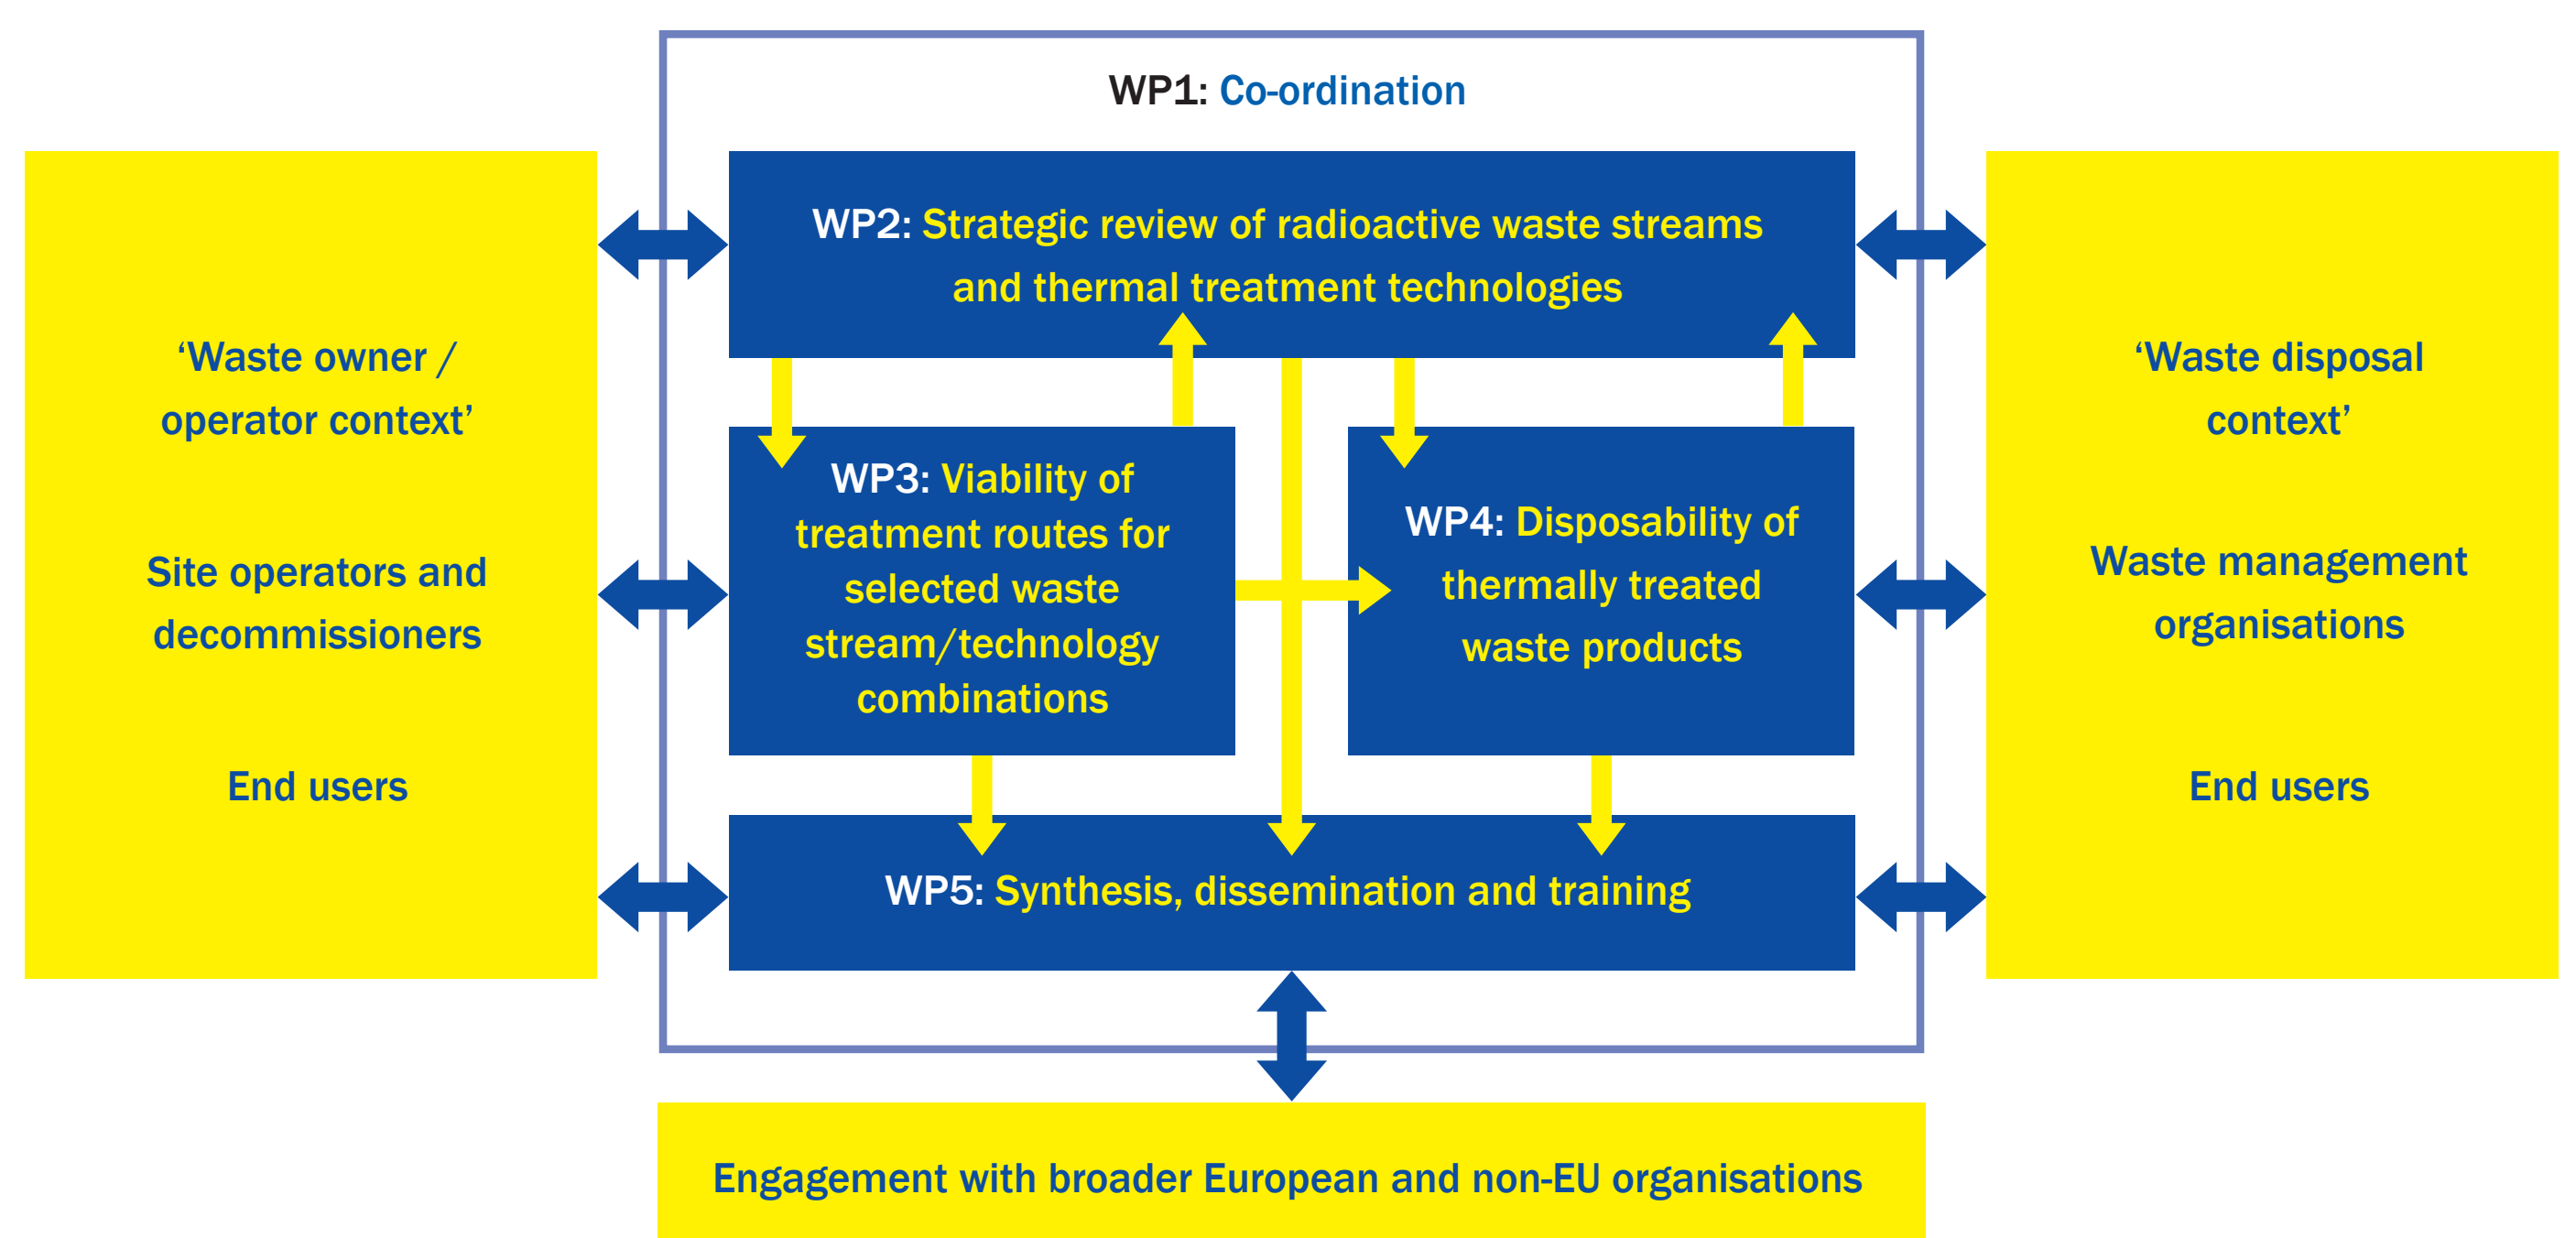 WP1: Co-ordination
WP2: Strategic review of radioactive waste streams
and thermal treatment technologies
‘Waste owner /
operator context’
Site operators and
decommissioners
End users
WP3: Viability of
treatment routes for
selected waste
stream/technology
combinations
WP4: Disposability of
thermally treated
waste products
‘Waste disposal
context’
Waste management
organisations
End users
WP5: Synthesis, dissemination and training
Engagement with broader European and non-EU organisations